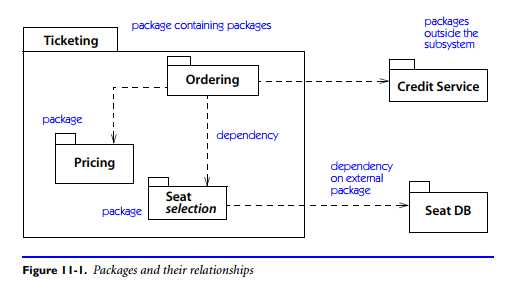 package containing packages
packages
outside the
subsystem
Ticketing
Ordering
Credit Service
package
dependency
Pricing
dependency
on external
package
Seat
selection
package
Seat DB
Figure 11-1. Packages and their relationships